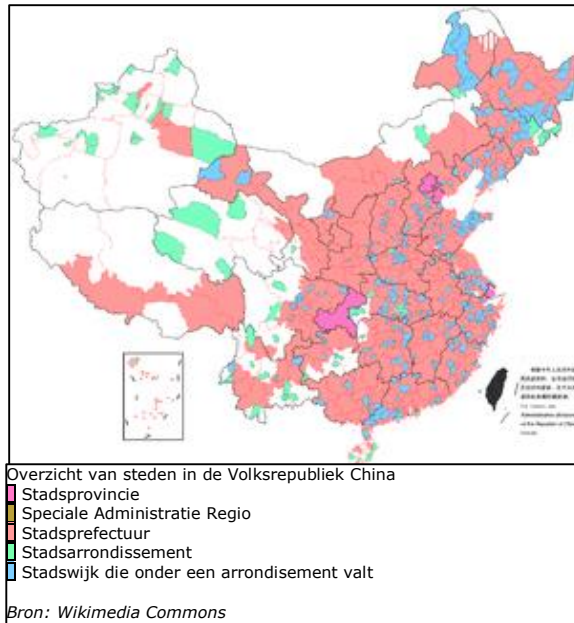 Overzicht van steden in de Volksrepubliek China
Stadsprovincie
Speciale Administratie Regio
Stadsprefectuur
Stadsarrondissement
Stadswijk die onder een arrondisement valt
Bron: Wikimedia Commons